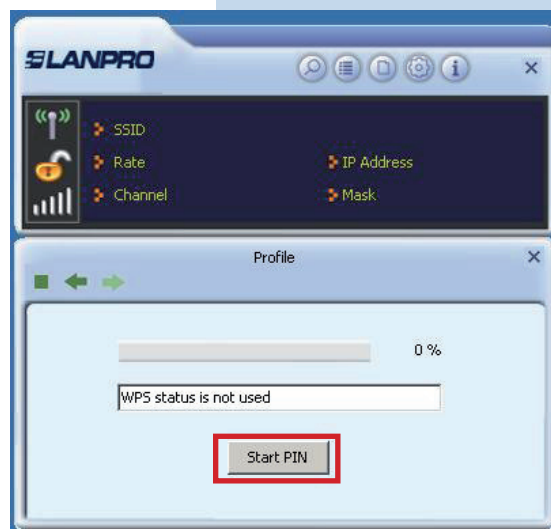 LANPRO
SSID
Rate
IP Address
Channel
Mask
Profile
0 %
WPS status is not used
Start PIN